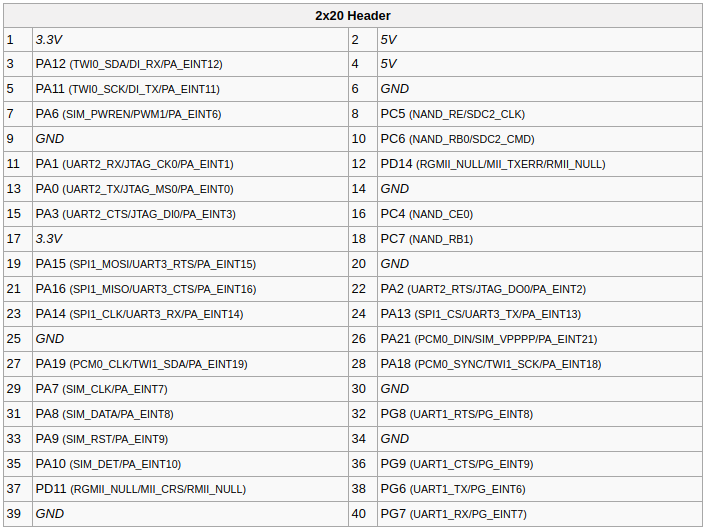 2x20 Header
1 3.3V 2 5V
3 PA12 (TWI0_SDA/DI_RX/PA_EINT12) 4 5V
5 PA11 (TWI0_SCK/DI_TX/PA_EINT11) 6 GND
7 PA6 (SIM_PWREN/PWM1/PA_EINT6) 8 PC5 (NAND_RE/SDC2_CLK)
9 GND 10 PC6 (NAND_RB0/SDC2_CMD)
11 PA1 (UART2_RX/JTAG_CK0/PA_EINT1) 12 PD14 (RGMII_NULL/MII_TXERR/RMII_NULL)
13 PA0 (UART2_TX/JTAG_MS0/PA_EINT0) 14 GND
15 PA3 (UART2_CTS/JTAG_DI0/PA_EINT3) 16 PC4 (NAND_CE0)
17 3.3V 18 PC7 (NAND_RB1)
19 PA15 (SPI1_MOSI/UART3_RTS/PA_EINT15) 20 GND
21 PA16 (SPI1_MISO/UART3_CTS/PA_EINT16) 22 PA2 (UART2_RTS/JTAG_DO0/PA_EINT2)
23 PA14 (SPI1_CLK/UART3_RX/PA_EINT14) 24 PA13 (SPI1_CS/UART3_TX/PA_EINT13)
25 GND 26 PA21 (PCM0_DIN/SIM_VPPPP/PA_EINT21)
27 PA19 (PCM0_CLK/TWI1_SDA/PA_EINT19) 28 PA18 (PCM0_SYNC/TWI1_SCK/PA_EINT18)
29 PA7 (SIM_CLK/PA_EINT7) 30 GND
31 PA8 (SIM_DATA/PA_EINT8) 32 PG8 (UART1_RTS/PG_EINT8)
33 PA9 (SIM_RST/PA_EINT9) 34 GND
35 PA10 (SIM_DET/PA_EINT10) 36 PG9 (UART1_CTS/PG_EINT9)
37 PD11 (RGMII_NULL/MII_CRS/RMII_NULL) 38 PG6 (UART1_TX/PG_EINT6)
39 GND 40 PG7 (UART1_RX/PG_EINT7)